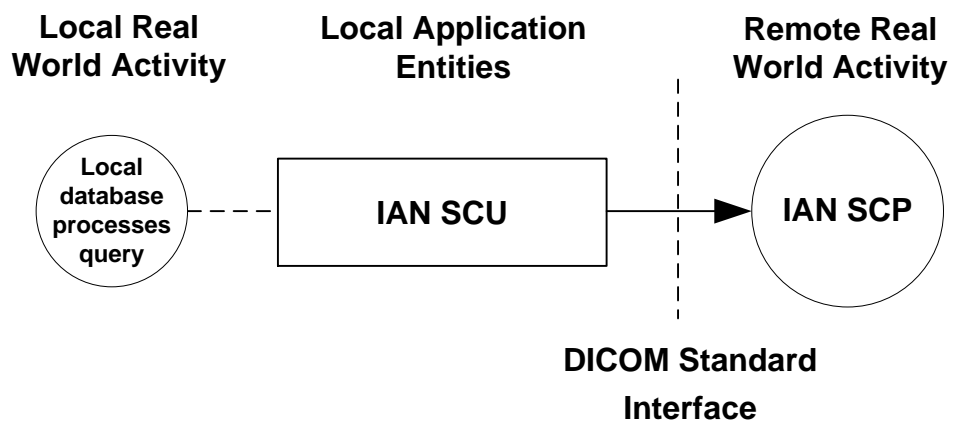 Local Real
World Activity
Local Application
Entities
Remote Real
World Activity
Local
database
processes
query
IAN SCU
IAN SCP
DICOM Standard
Interface